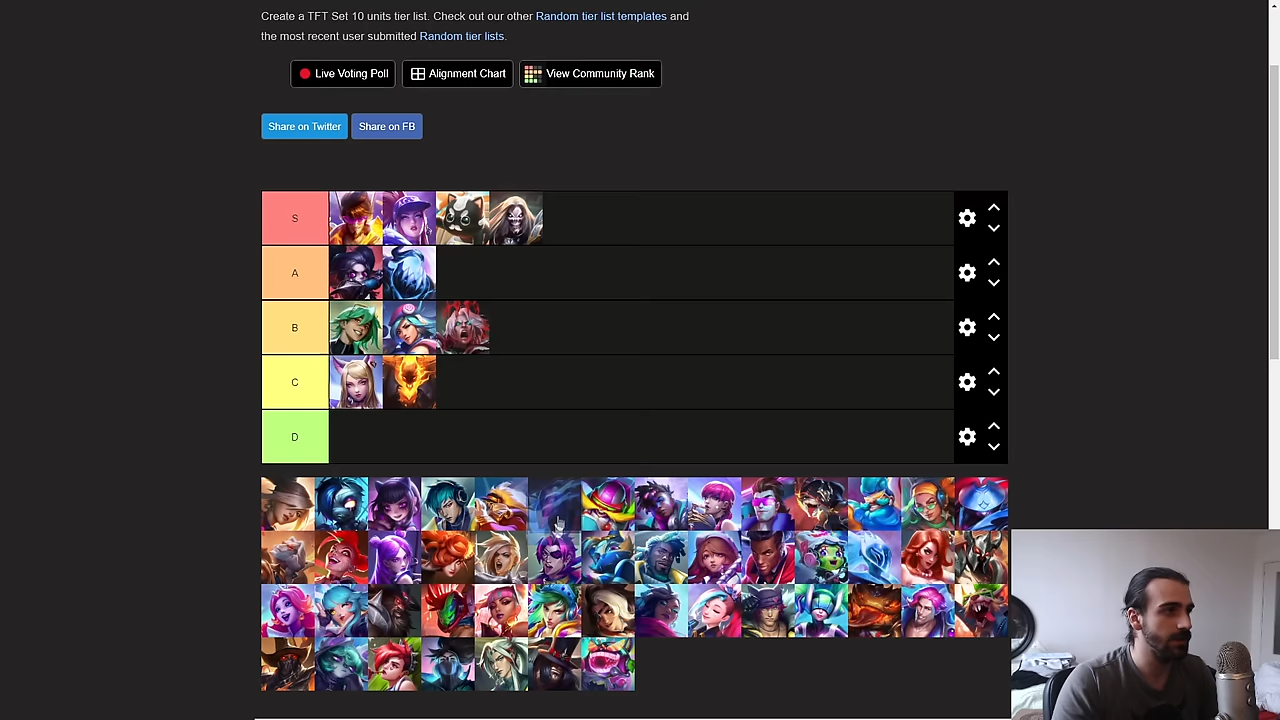 Create a TFT Set 10 units tier list. Check out our other Random tier list templates and
the most recent user submitted Random tier lists.
Live Voting Poll
Alignment Chart
View Community Rank
Share on Twitter
Share on FB
S
A
B
C
D